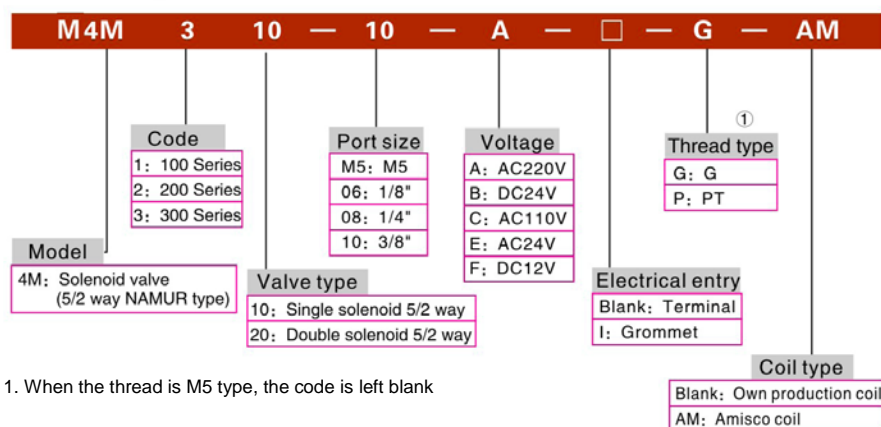 M4M 3 10 — 10 — A — □ — G — AM
①
Code
1: 100 Series
2: 200 Series
3: 300 Series
Port size
M5: M5
06: 1/8"
08: 1/4"
10: 3/8"
Voltage
A: AC220V
B: DC24V
C: AC110V
E: AC24V
F: DC12V
Thread type
G: G
P: PT
Model
4M: Solenoid valve
(5/2 way NAMUR type)
Valve type
10: Single solenoid 5/2 way
20: Double solenoid 5/2 way
Electrical entry
Blank: Terminal
I: Grommet
Coil type
Blank: Own production coil
AM: Amisco coil
1. When the thread is M5 type, the code is left blank